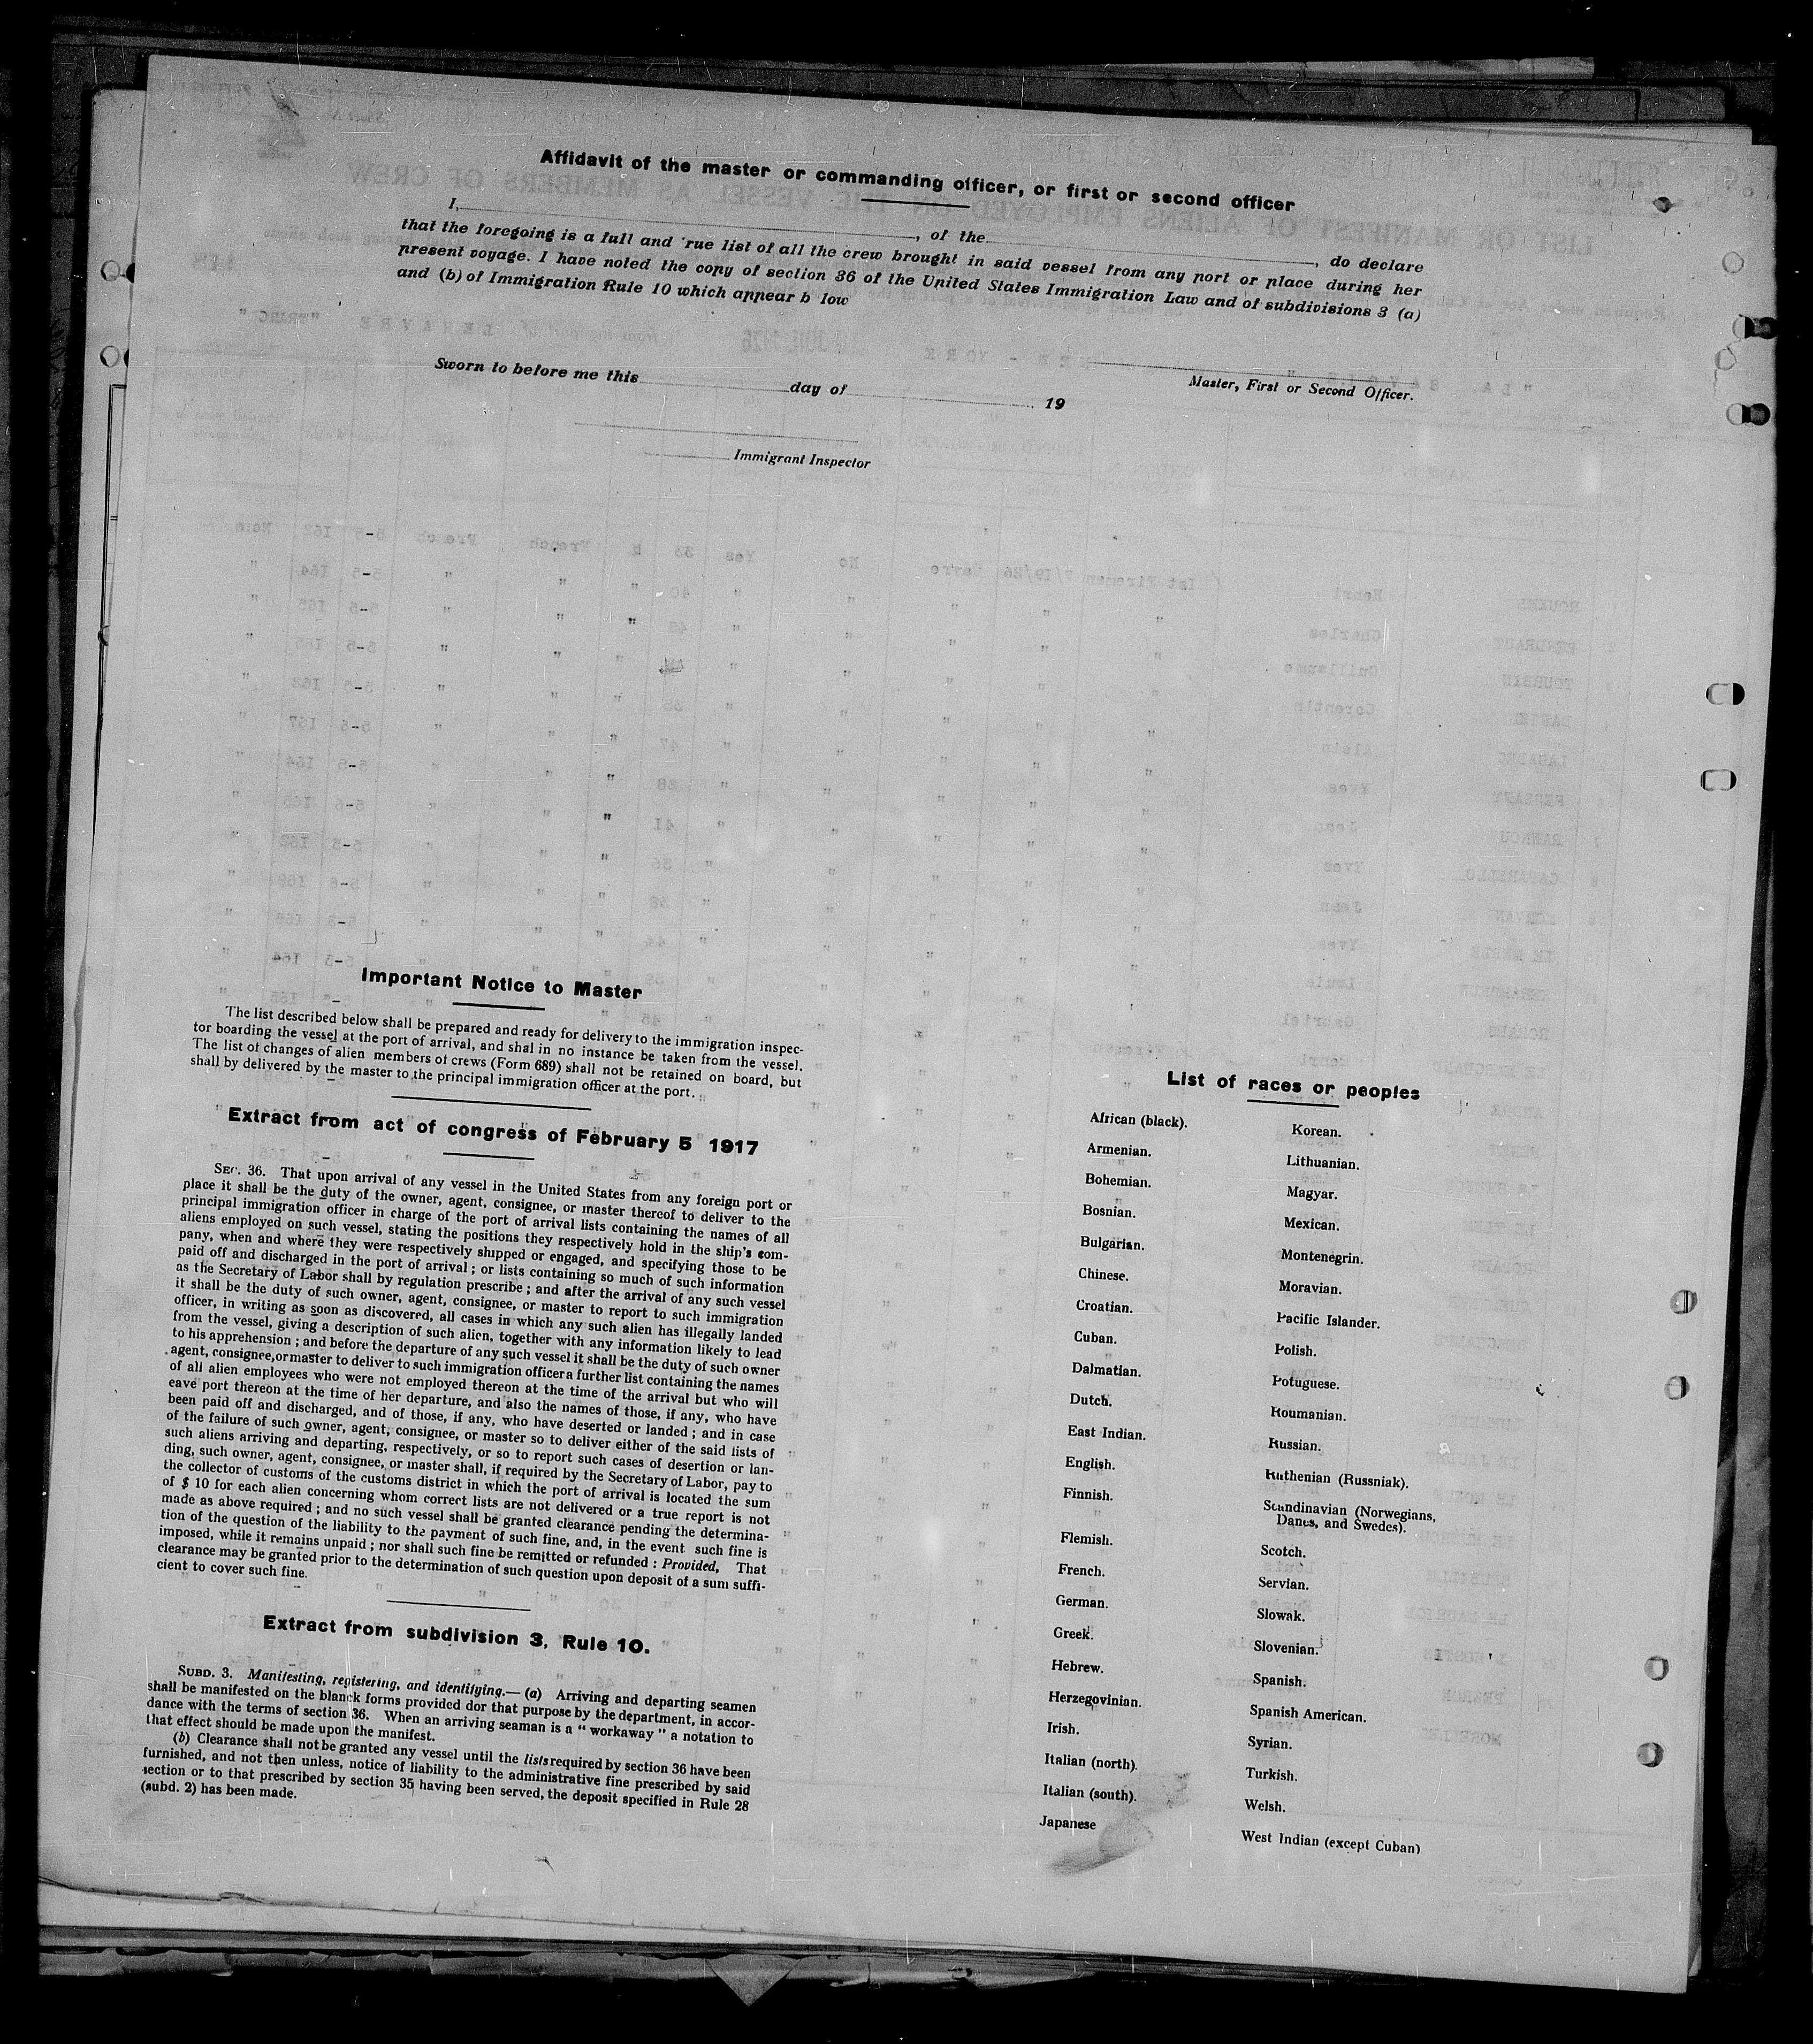 Affidavit of the master or commanding officer, or first or second officer
I, , of the , do declare
that the foregoing is a full and rue list of all the crew brought in said vessel from any port or place during her
present voyage. I have noted the copy of section 36 of the United States Immigration Law and of subdivisions 3 (a)
and (b) of Immigration Rule 10 which appear b low
Sworn to before me this day of 19
Master, First or Second Officer.
Immigrant Inspector
Important Notice to Master
The list described below shall be prepared and ready for delivery to the immigration inspec-
tor boarding the vessel at the port of arrival, and shal in no instance be taken from the vessel.
The list of changes of alien members of crews (Form 689) shall not be retained on board, but
shall by delivered by the master to the principal immigration officer at the port.
Extract from act of congress of February 5 1917
SEC. 36. That upon arrival of any vessel in the United States from any foreign port or
place it shall be the duty of the owner, agent, consignee, or master thereof to deliver to the
principal immigration officer in charge of the port of arrival lists containing the names of all
aliens employed on such vessel, stating the positions they respectively hold in the ship's com-
pany, when and where they were respectively shipped or engaged, and specifying those to be
paid off and discharged in the port of arrival ; or lists containing so much of such information
as the Secretary of Labor shall by regulation prescribe ; and after the arrival of any such vessel
it shall be the duty of such owner, agent, consignee, or master to report to such immigration
officer, in writing as soon as discovered, all cases in which any such alien has illegally landed
from the vessel, giving a description of such alien, together with any information likely to lead
to his apprehension ; and before the departure of any such vessel it shall be the duty of such owner
agent, consignee, or master to deliver to such immigration officer a further list containing the names
of all alien employees who were not employed thereon at the time of the arrival but who will
eave port thereon at the time of her departure, and also the names of those, if any, who have
been paid off and discharged, and of those, if any, who have deserted or landed ; and in case
of the failure of such owner, agent, consignee, or master so to deliver either of the said lists of
such aliens arriving and departing, respectively, or so to report such cases of desertion or lan-
ding, such owner, agent, consignee, or master shall, if required by the Secretary of Labor, pay to
the collector of customs of the customs district in which the port of arrival is located the sum
of $ 10 for each alien concerning whom correct lists are not delivered or a true report is not
made as above required ; and no such vessel shall be granted clearance pending the determina-
tion of the question of the liability to the payment of such fine, and, in the event such fine is
imposed, while it remains unpaid ; nor shall such fine be remitted or refunded : Provided, That
clearance may be granted prior to the determination of such question upon deposit of a sum suffi-
cient to cover such fine.
Extract from subdivision 3, Rule 10.
SUBD. 3. Manifesting, registering, and identifying.— (a) Arriving and departing seamen
shall be manifested on the blanck forms provided dor that purpose by the department, in accor-
dance with the terms of section 36. When an arriving seaman is a " workaway " a notation to
that effect should be made upon the manifest.
(b) Clearance shall not be granted any vessel until the lists required by section 36 have been
furnished, and not then unless, notice of liability to the administrative fine prescribed by said
section or to that prescribed by section 35 having been served, the deposit specified in Rule 28
(subd. 2) has been made.
List of races or peoples
African (black).
Armenian.
Bohemian.
Bosnian.
Bulgarian.
Chinese.
Croatian.
Cuban.
Dalmatian.
Dutch.
East Indian.
English.
Finnish.
Flemish.
French.
German.
Greek.
Hebrew.
Herzegovinian.
Irish.
Italian (north).
Italian (south).
Japanese
Korean.
Lithuanian.
Magyar.
Mexican.
Montenegrin.
Moravian.
Pacific Islander.
Polish.
Potuguese.
Roumanian.
Russian.
Ruthenian (Russniak).
Scandinavian (Norwegians,
Danes, and Swedes).
Scotch.
Servian.
Slowak.
Slovenian.
Spanish.
Spanish American.
Syrian.
Turkish.
Welsh.
West Indian (except Cuban)